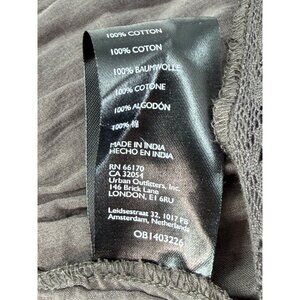 100% COTTON
100% COTON
100% BAUMWOLLE
100% COTONE
100% ALGODÓN
100% 棉
MADE IN INDIA
HECHO EN INDIA
RN 66170
CA 32054
Urban Outfitters, Inc.
146 Brick Lane
LONDON, E1 6RU
Leidsestraat 32, 1017 PB
Amsterdam, Netherlands
OB1403226